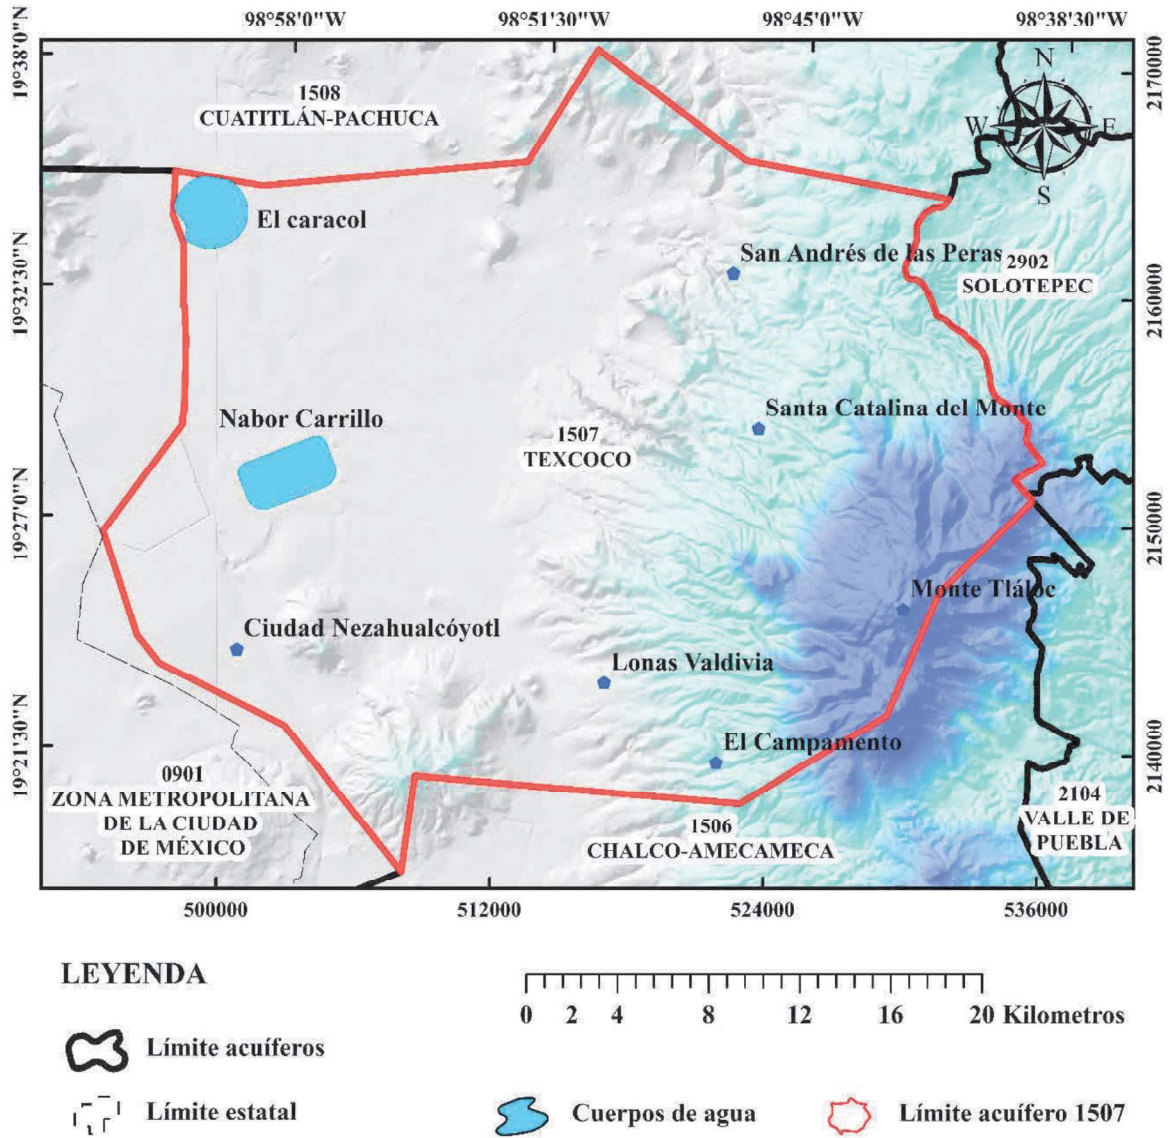 98°58'0"W 98°51'30"W 98°45'0"W 98°38'30"W
19°38'0"N
19°32'30"N
19°27'0"N
19°21'30"N
2170000
2160000
2150000
2140000
N
W E
S
1508
CUATITLÁN-PACHUCA
El caracol
San Andrés de las Peras
2902
SOLOTEPEC
Nabor Carrillo
Santa Catalina del Monte
1507
TEXCOCO
Monte Tláloc
Ciudad Nezahualcóyotl
Lonas Valdivia
El Campamento
0901
ZONA METROPOLITANA
DE LA CIUDAD
DE MÉXICO
1506
CHALCO-AMECAMECA
2104
VALLE DE
PUEBLA
500000 512000 524000 536000
LEYENDA
0 2 4 8 12 16 20 Kilometros
Límite acuíferos
Límite estatal
Cuerpos de agua
Límite acuífero 1507